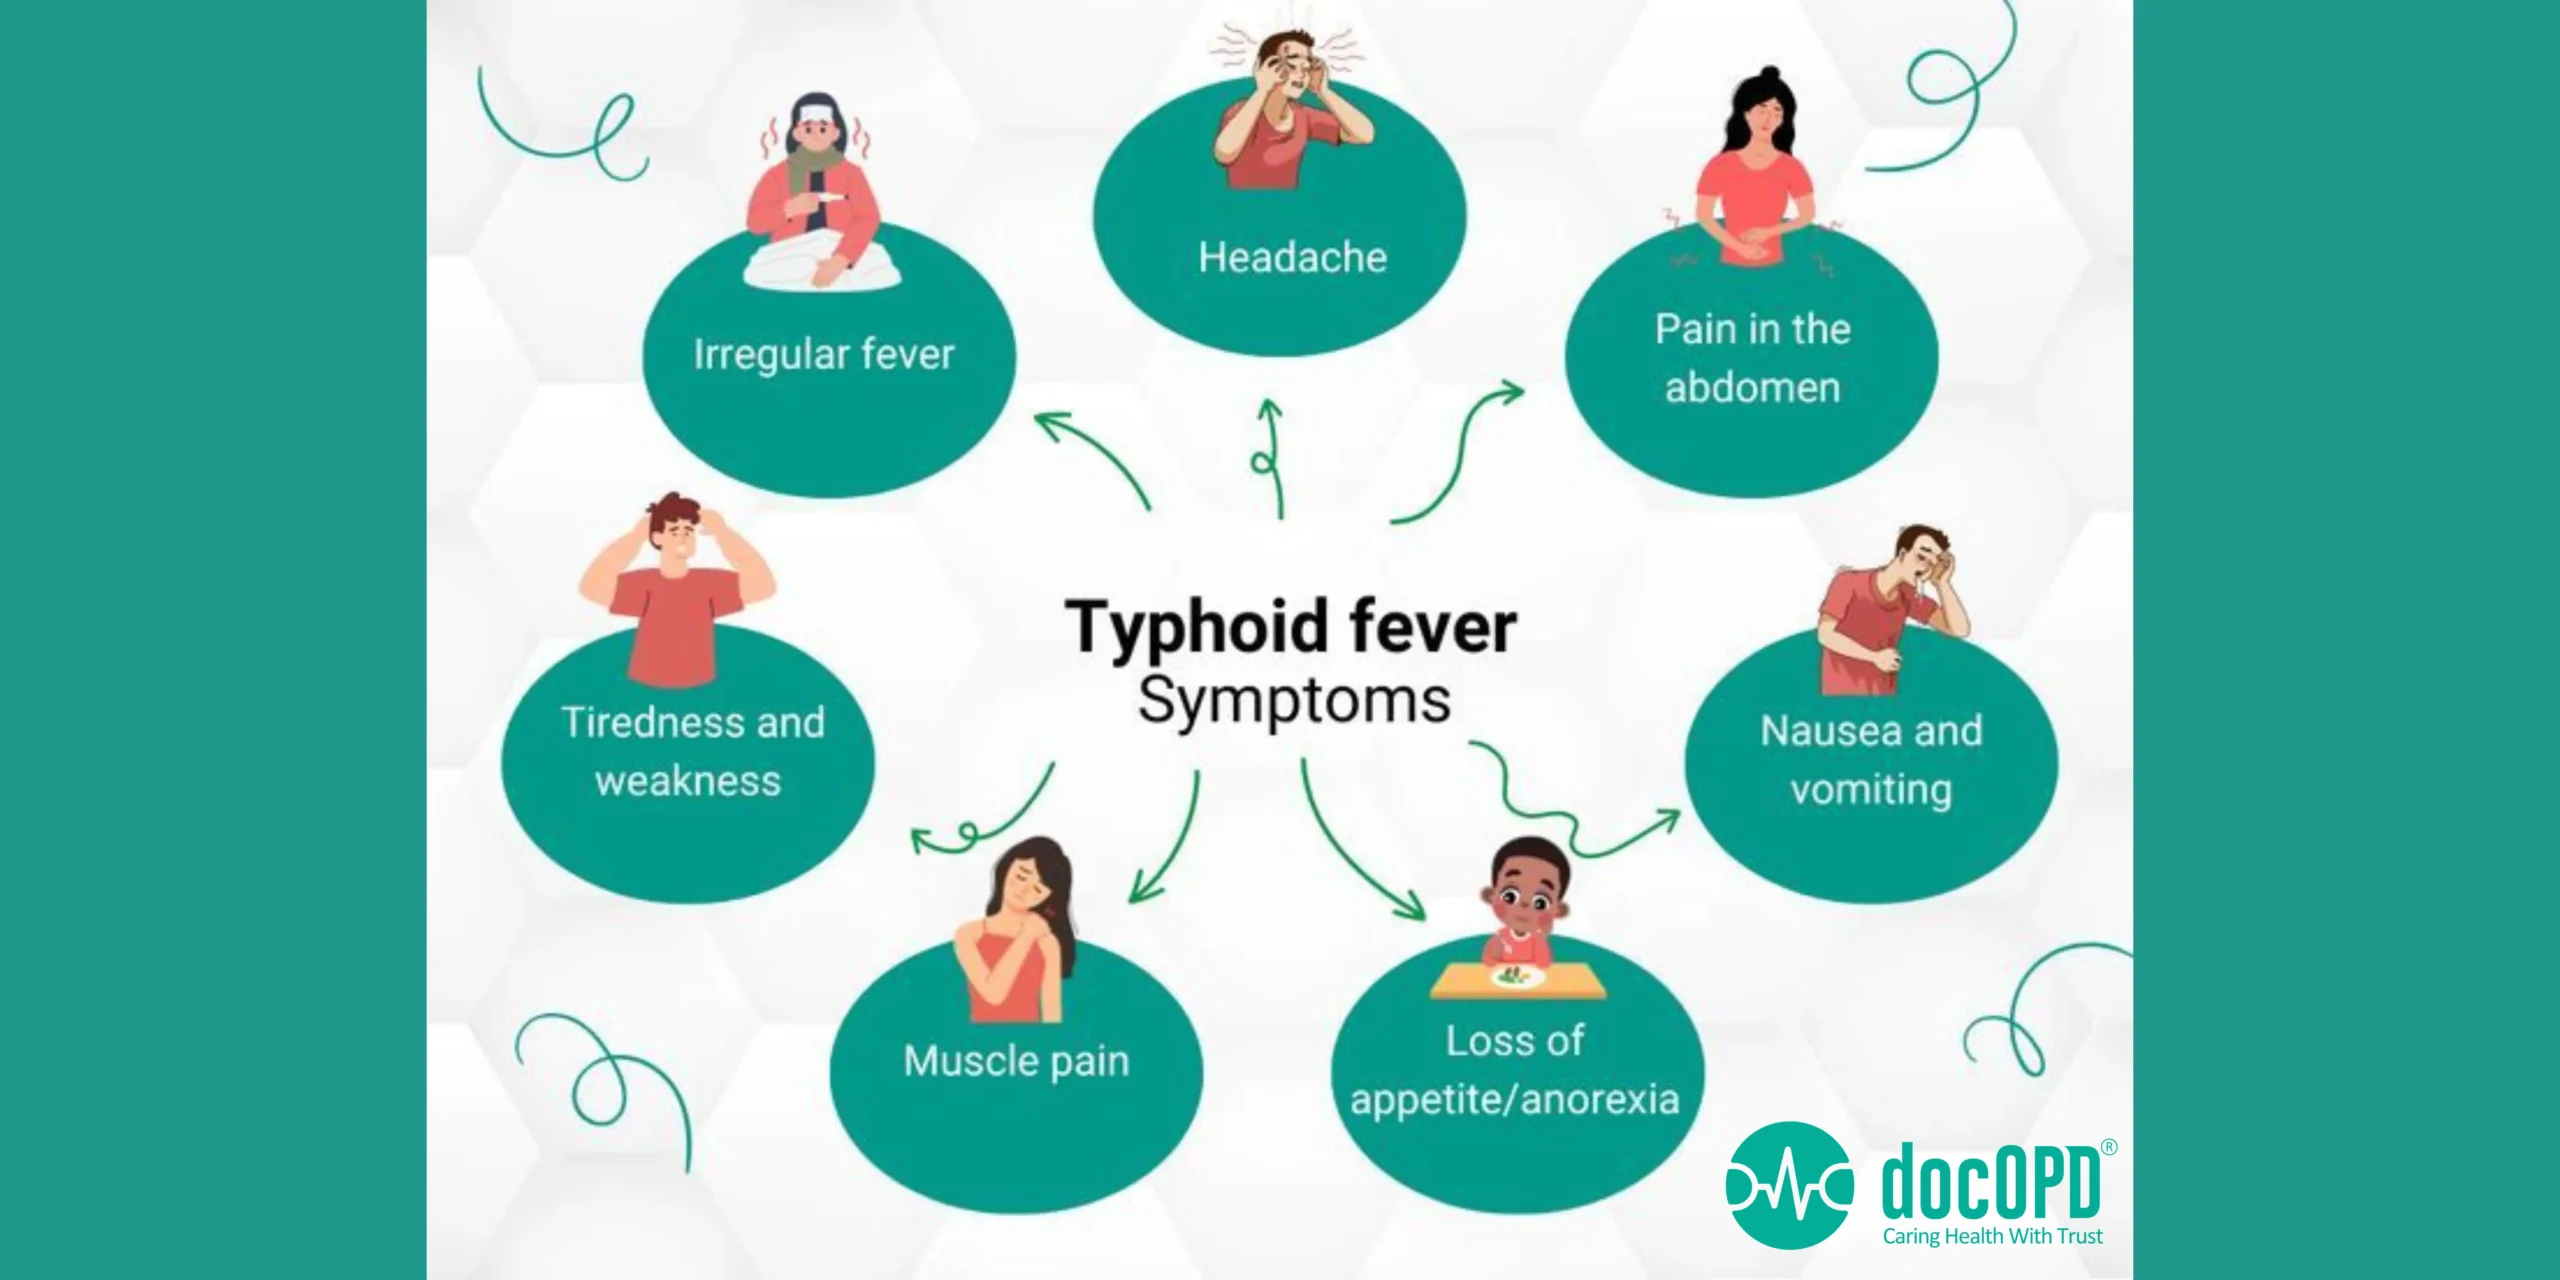 Headache
Irregular fever
Pain in the
abdomen
Typhoid fever
Symptoms
Tiredness and
weakness
Nausea and
vomiting
Muscle pain
Loss of
appetite/anorexia
docOPD®
Caring Health With Trust